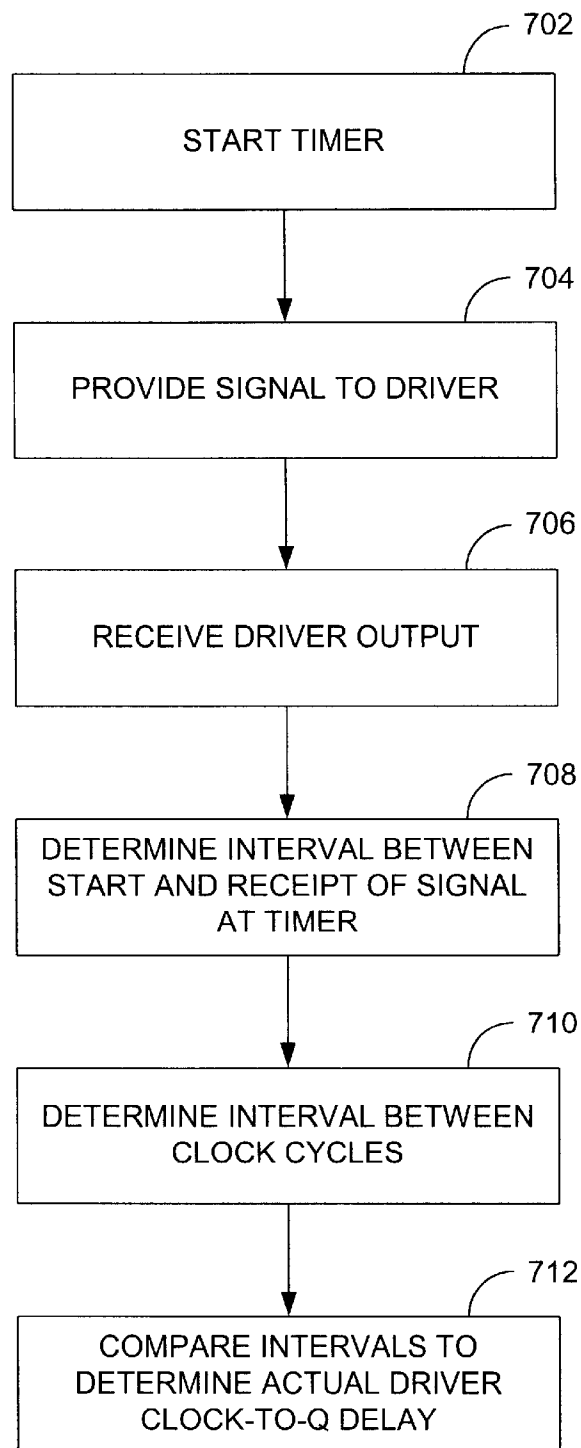 702
START TIMER
704
PROVIDE SIGNAL TO DRIVER
706
RECEIVE DRIVER OUTPUT
708
DETERMINE INTERVAL BETWEEN
START AND RECEIPT OF SIGNAL
AT TIMER
710
DETERMINE INTERVAL BETWEEN
CLOCK CYCLES
712
COMPARE INTERVALS TO
DETERMINE ACTUAL DRIVER
CLOCK-TO-Q DELAY